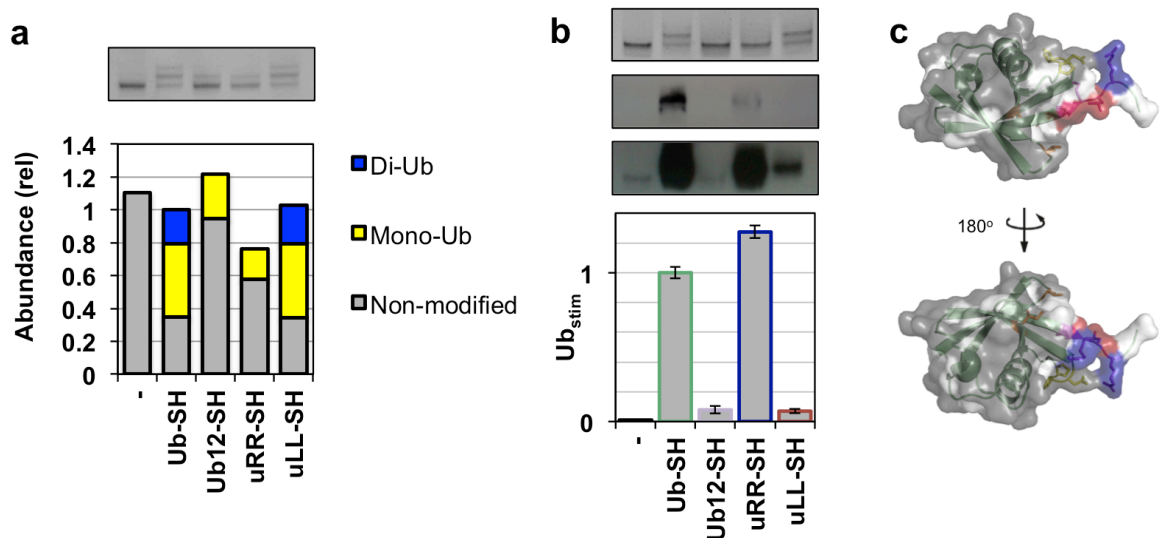 a
Abundance (rel)
1.4
1.2
1
0.8
0.6
0.4
0.2
0
-
Ub-SH
Ub12-SH
uRR-SH
uLL-SH
Di-Ub
Mono-Ub
Non-modified
b
Ubstim
1
0
-
Ub-SH
Ub12-SH
uRR-SH
uLL-SH
c
180º